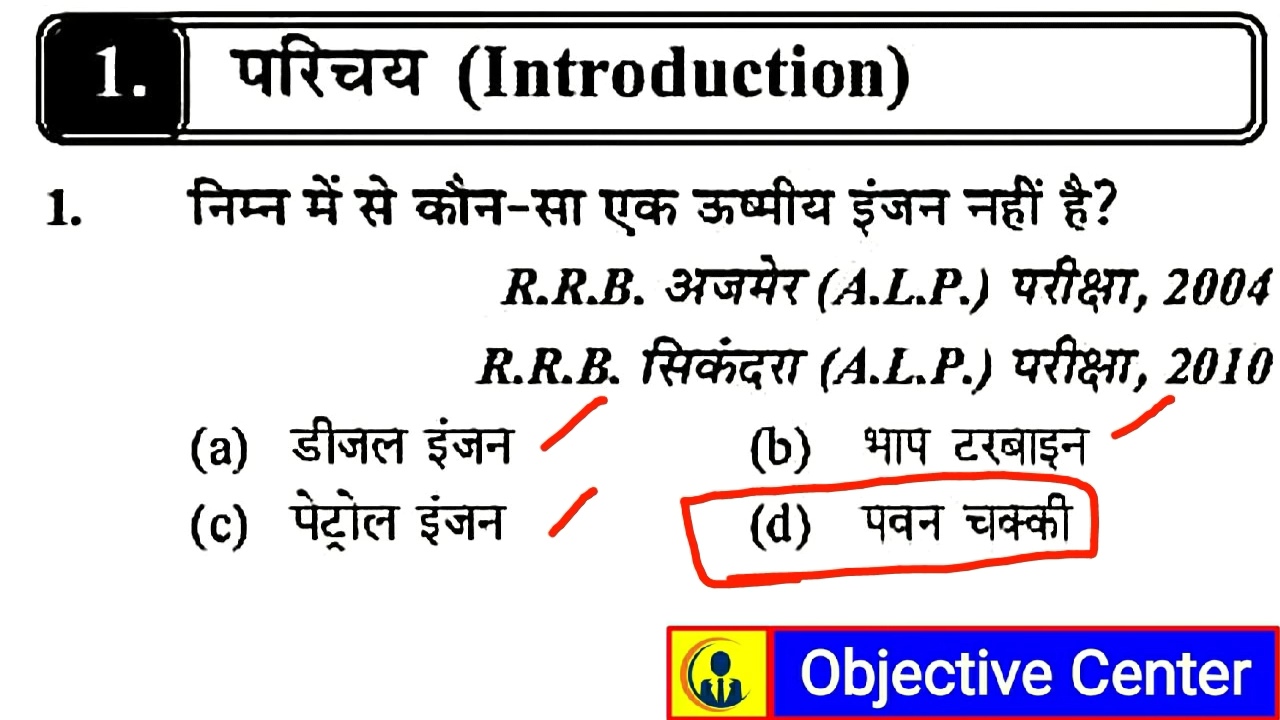 1. परिचय (Introduction)
1. निम्न में से कौन-सा एक ऊष्मीय इंजन नहीं है?
R.R.B. अजमेर (A.L.P.) परीक्षा, 2004
R.R.B. सिकंदरा (A.L.P.) परीक्षा, 2010
(a) डीजल इंजन (b) भाप टरबाइन
(c) पेट्रोल इंजन (d) पवन चक्की
Objective Center